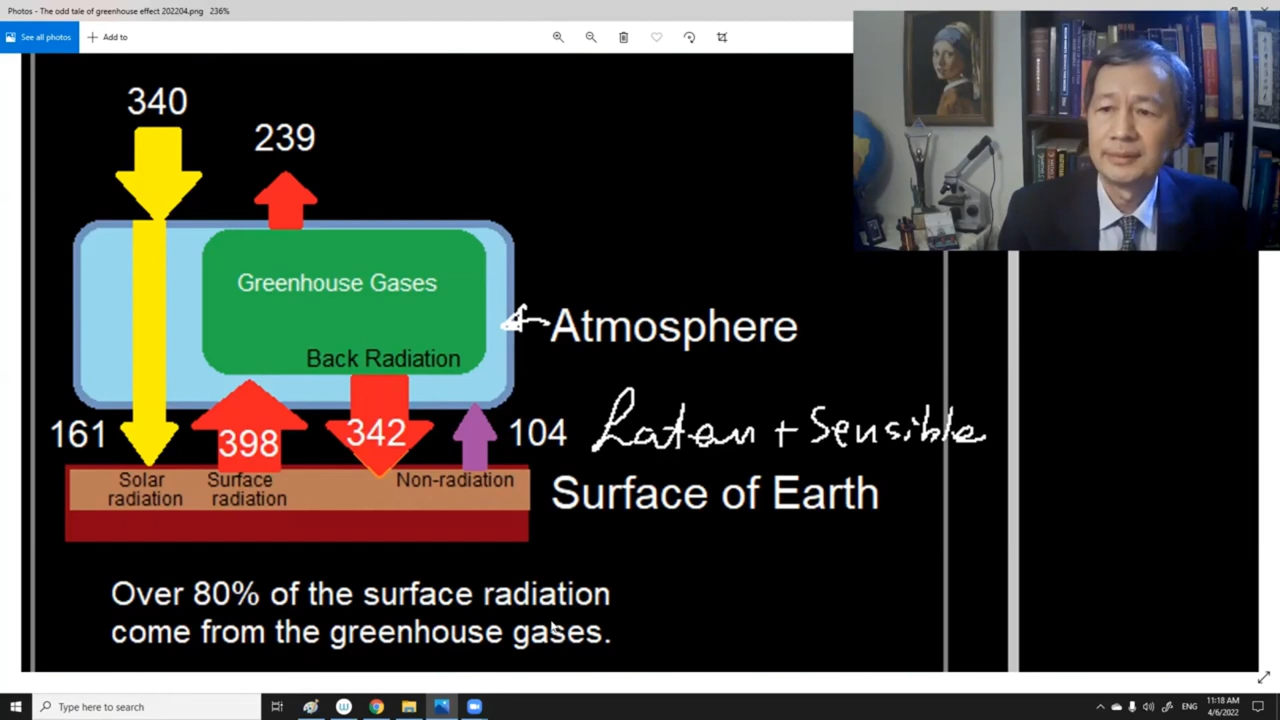 Photos - The odd tale of greenhouse effect 202204.png 236%
See all photos
Add to
340
239
Greenhouse Gases
Back Radiation
Atmosphere
161
398
342
104
Laten + Sensible
Solar
radiation
Surface
radiation
Non-radiation
Surface of Earth
Over 80% of the surface radiation
come from the greenhouse gases.
Type here to search
ENG
11:18 AM
4/6/2022